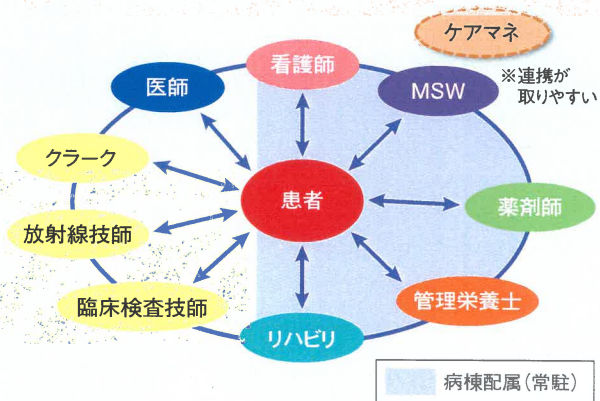 ケアマネ
看護師
医師
MSW
※連携が
取りやすい
クラーク
患者
薬剤師
放射線技師
臨床検査技師
管理栄養士
リハビリ
病棟配属(常駐)